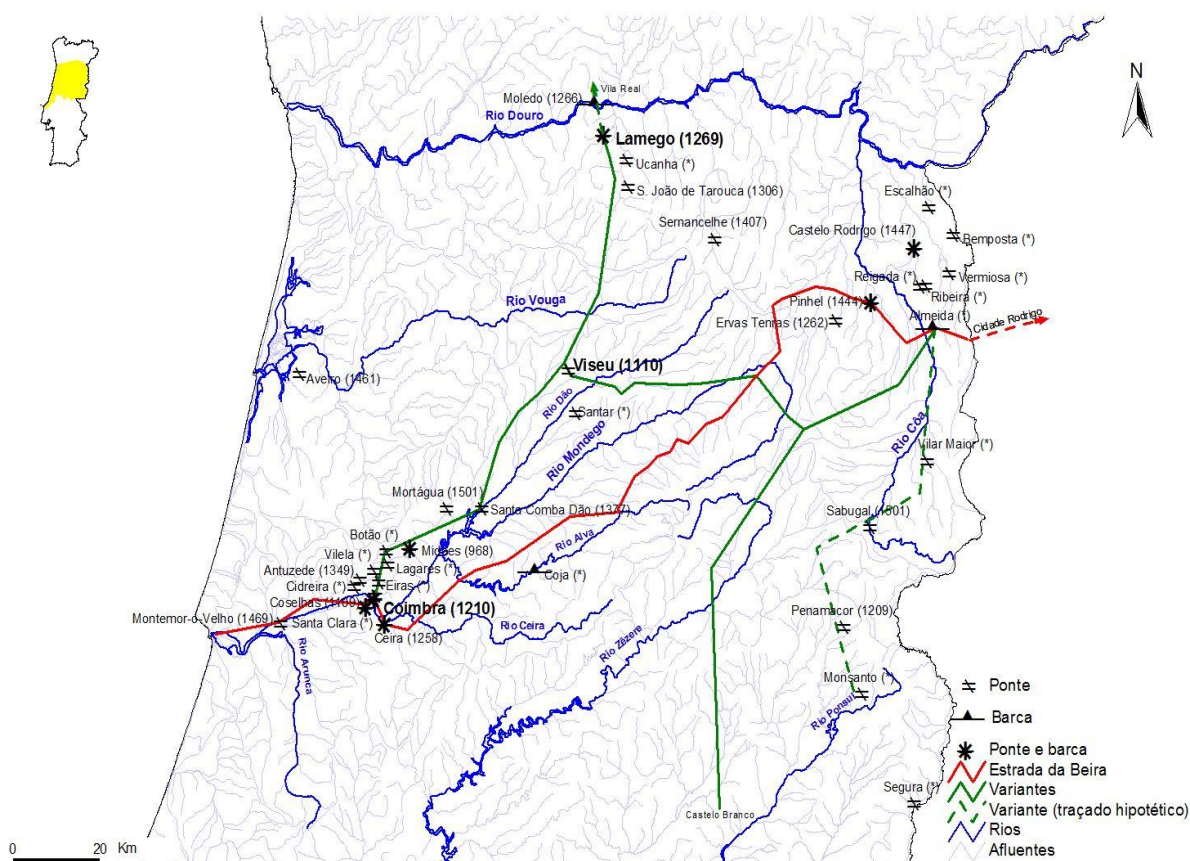 N
Vila Real
Moledo (1266)
Rio Douro
Lamego (1269)
Ucanha (*)
S. João de Tarouca (1306)
Escalhão (*)
Sernancelhe (1407)
Castelo Rodrigo (1447)
Bemposta (*)
Vermiosa (*)
Reigada (*)
Ribeira (*)
Rio Vouga
Pinhel (1444)
Ervas Tenras (1262)
Almeida (*)
Cidade Rodrigo
Viseu (1110)
Aveiro (1461)
Rio Dão
Santar (*)
Rio Mondego
Rio Côa
Vilar Maior (*)
Mortágua (1501)
Santa Comba Dão (1377)
Sabugal (1501)
Botão (*)
Vilela (*)
Lagares (*)
Rio Alva
Antuzede (1349)
Coja (*)
Cidreira (*)
Eiras (*)
Coselhas
Coimbra (1210)
Montemor-o-Velho (1469)
Santa Clara (*)
Ceira (1258)
Rio Ceira
Penamacor (1209)
Rio Arunca
Rio Zêzere
Monsanto (*)
Rio Ponsul
Ponte
Barca
Ponte e barca
Estrada da Beira
Variantes
Segura (*)
Variante (traçado hipotético)
Castelo Branco
Rios
Afluentes
0 20 Km